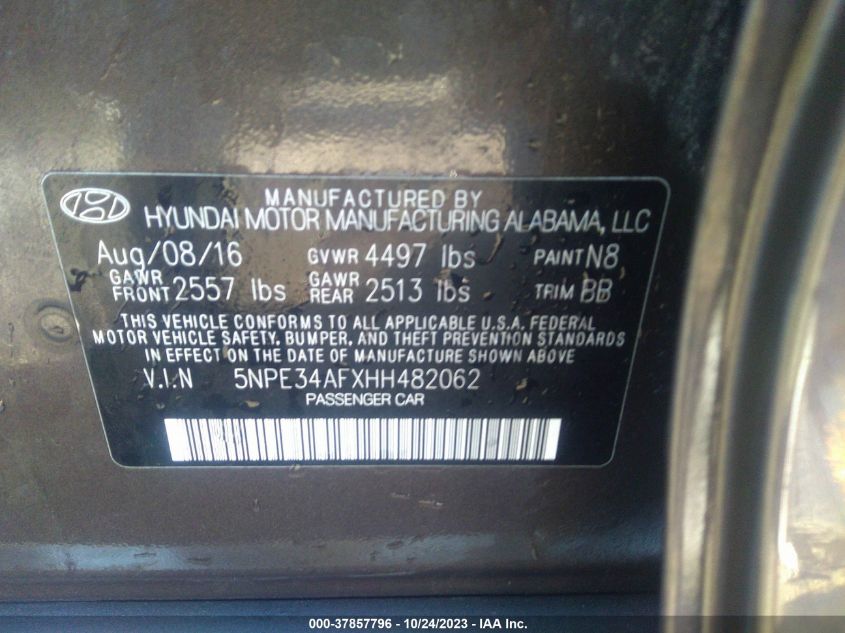 MANUFACTURED BY
HYUNDAI MOTOR MANUFACTURING ALABAMA, LLC
Aug/08/16 GVWR 4497 lbs PAINT N8
GAWR FRONT 2557 lbs GAWR REAR 2513 lbs TRIM BB
THIS VEHICLE CONFORMS TO ALL APPLICABLE U.S.A. FEDERAL
MOTOR VEHICLE SAFETY, BUMPER, AND THEFT PREVENTION STANDARDS
IN EFFECT ON THE DATE OF MANUFACTURE SHOWN ABOVE
V.I.N 5NPE34AFXHH482062
PASSENGER CAR
000-37857796 - 10/24/2023 - IAA Inc.